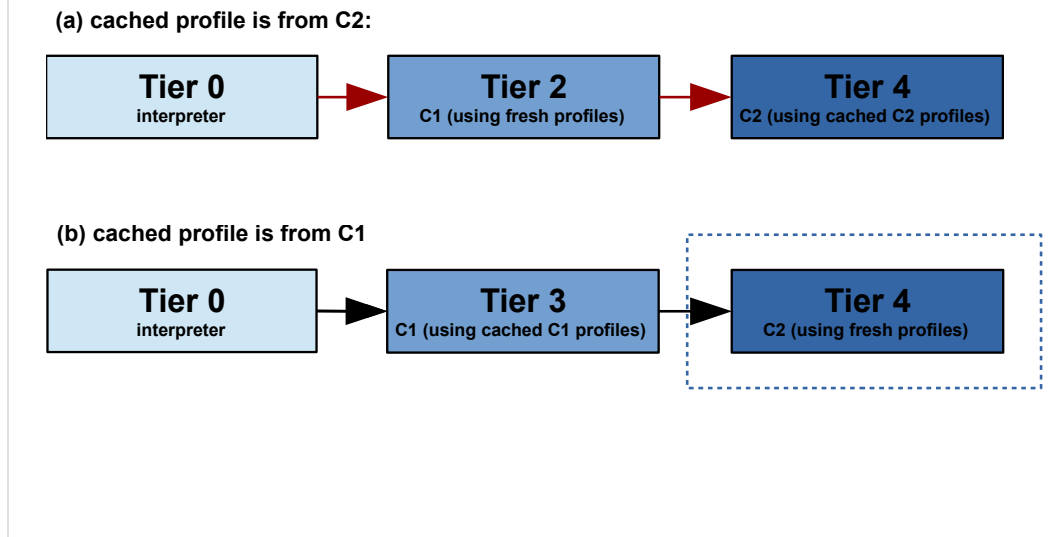 (a) cached profile is from C2:
Tier 0
interpreter
Tier 2
C1 (using fresh profiles)
Tier 4
C2 (using cached C2 profiles)
(b) cached profile is from C1
Tier 0
interpreter
Tier 3
C1 (using cached C1 profiles)
Tier 4
C2 (using fresh profiles)